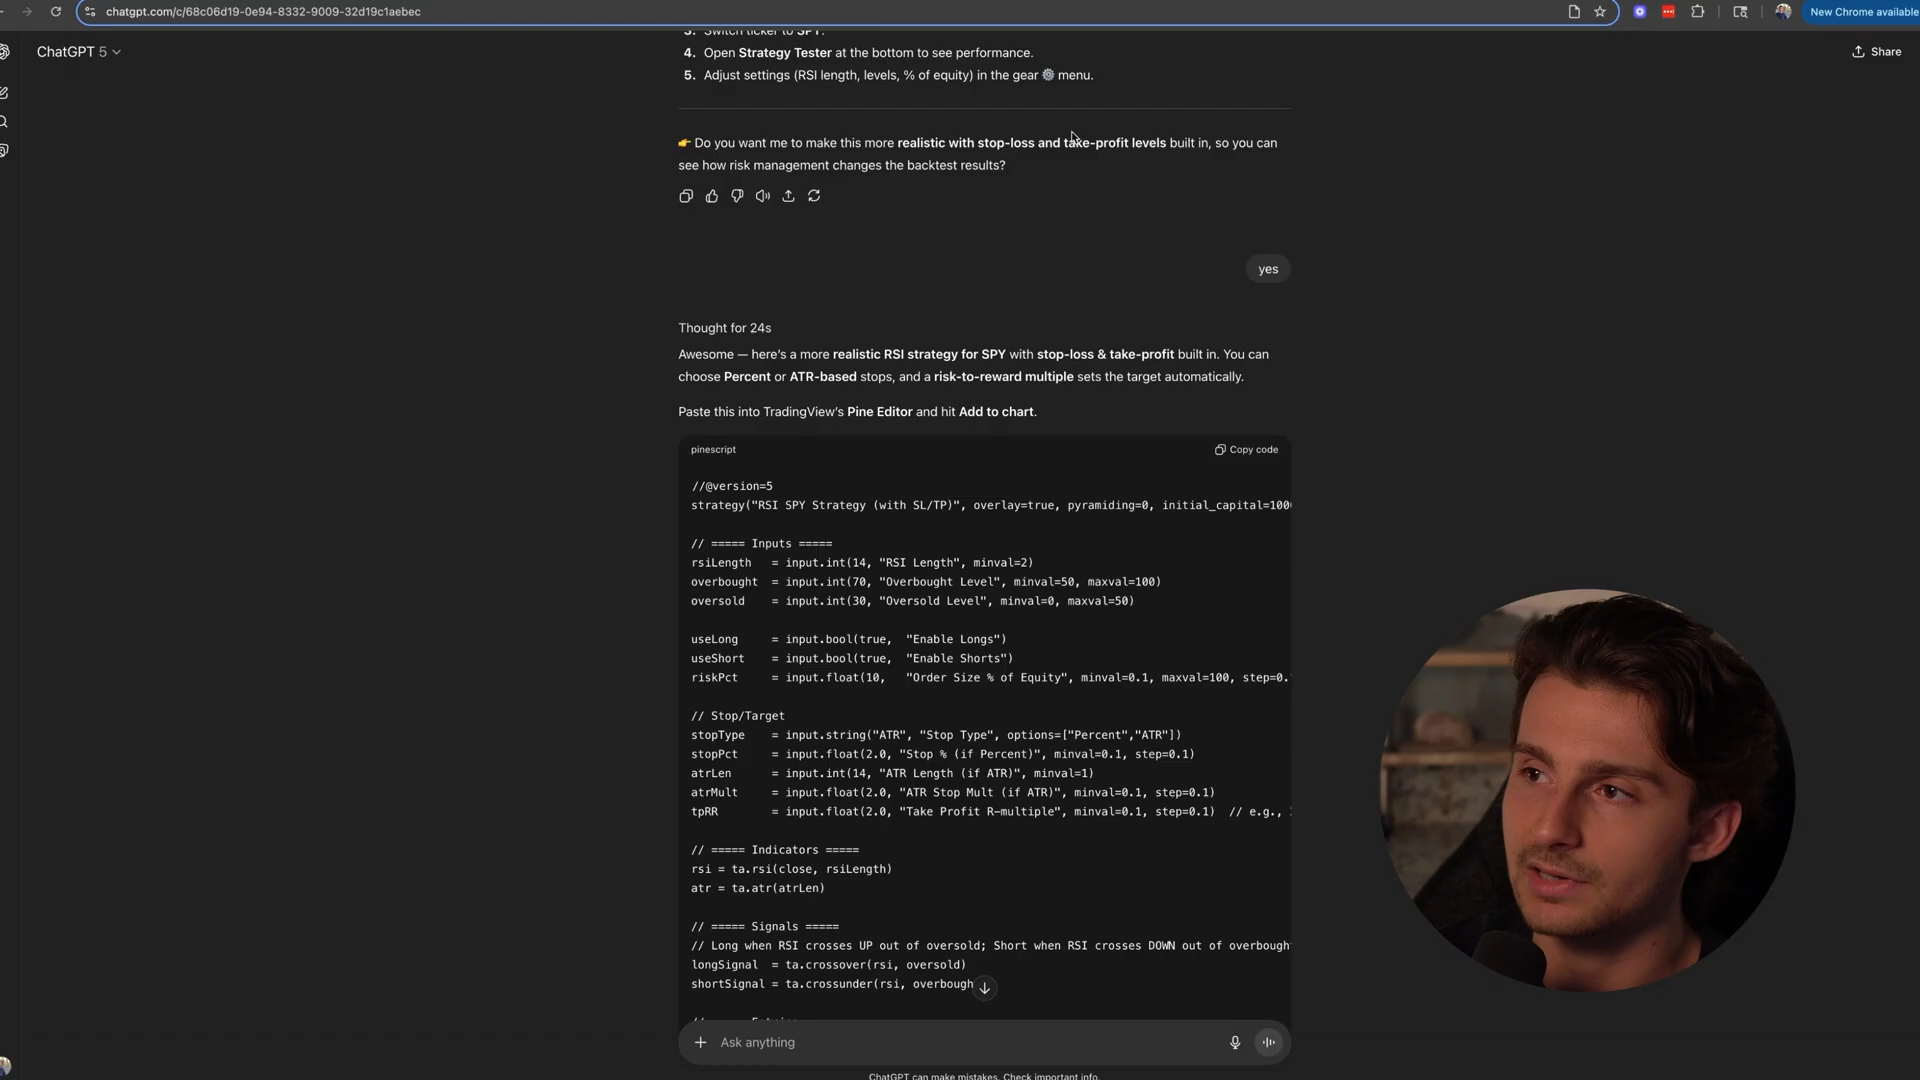 chatgpt.com/c/68c06d19-0e94-8332-9009-32d19c1aebec
New Chrome available
ChatGPT 5
Share
3. Switch ticker to SPY.
4. Open Strategy Tester at the bottom to see performance.
5. Adjust settings (RSI length, levels, % of equity) in the gear ⚙️ menu.
👉 Do you want me to make this more realistic with stop-loss and take-profit levels built in, so you can
see how risk management changes the backtest results?
yes
Thought for 24s
Awesome — here's a more realistic RSI strategy for SPY with stop-loss & take-profit built in. You can
choose Percent or ATR-based stops, and a risk-to-reward multiple sets the target automatically.
Paste this into TradingView's Pine Editor and hit Add to chart.
pinescript
Copy code
//@version=5
strategy("RSI SPY Strategy (with SL/TP)", overlay=true, pyramiding=0, initial_capital=100
// ===== Inputs =====
rsiLength = input.int(14, "RSI Length", minval=2)
overbought = input.int(70, "Overbought Level", minval=50, maxval=100)
oversold = input.int(30, "Oversold Level", minval=0, maxval=50)
useLong = input.bool(true, "Enable Longs")
useShort = input.bool(true, "Enable Shorts")
riskPct = input.float(10, "Order Size % of Equity", minval=0.1, maxval=100, step=0.
// Stop/Target
stopType = input.string("ATR", "Stop Type", options=["Percent","ATR"])
stopPct = input.float(2.0, "Stop % (if Percent)", minval=0.1, step=0.1)
atrLen = input.int(14, "ATR Length (if ATR)", minval=1)
atrMult = input.float(2.0, "ATR Stop Mult (if ATR)", minval=0.1, step=0.1)
tpRR = input.float(2.0, "Take Profit R-multiple", minval=0.1, step=0.1) // e.g.,
// ===== Indicators =====
rsi = ta.rsi(close, rsiLength)
atr = ta.atr(atrLen)
// ===== Signals =====
// Long when RSI crosses UP out of oversold; Short when RSI crosses DOWN out of overbought
longSignal = ta.crossover(rsi, oversold)
shortSignal = ta.crossunder(rsi, overbough
Ask anything
ChatGPT can make mistakes. Check important info.